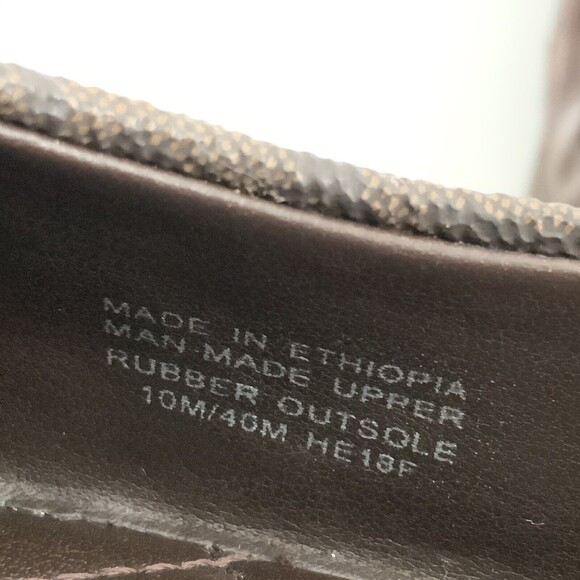 MADE IN ETHIOPIA
MAN MADE UPPER
RUBBER OUTSOLE
10M/40M HE18F